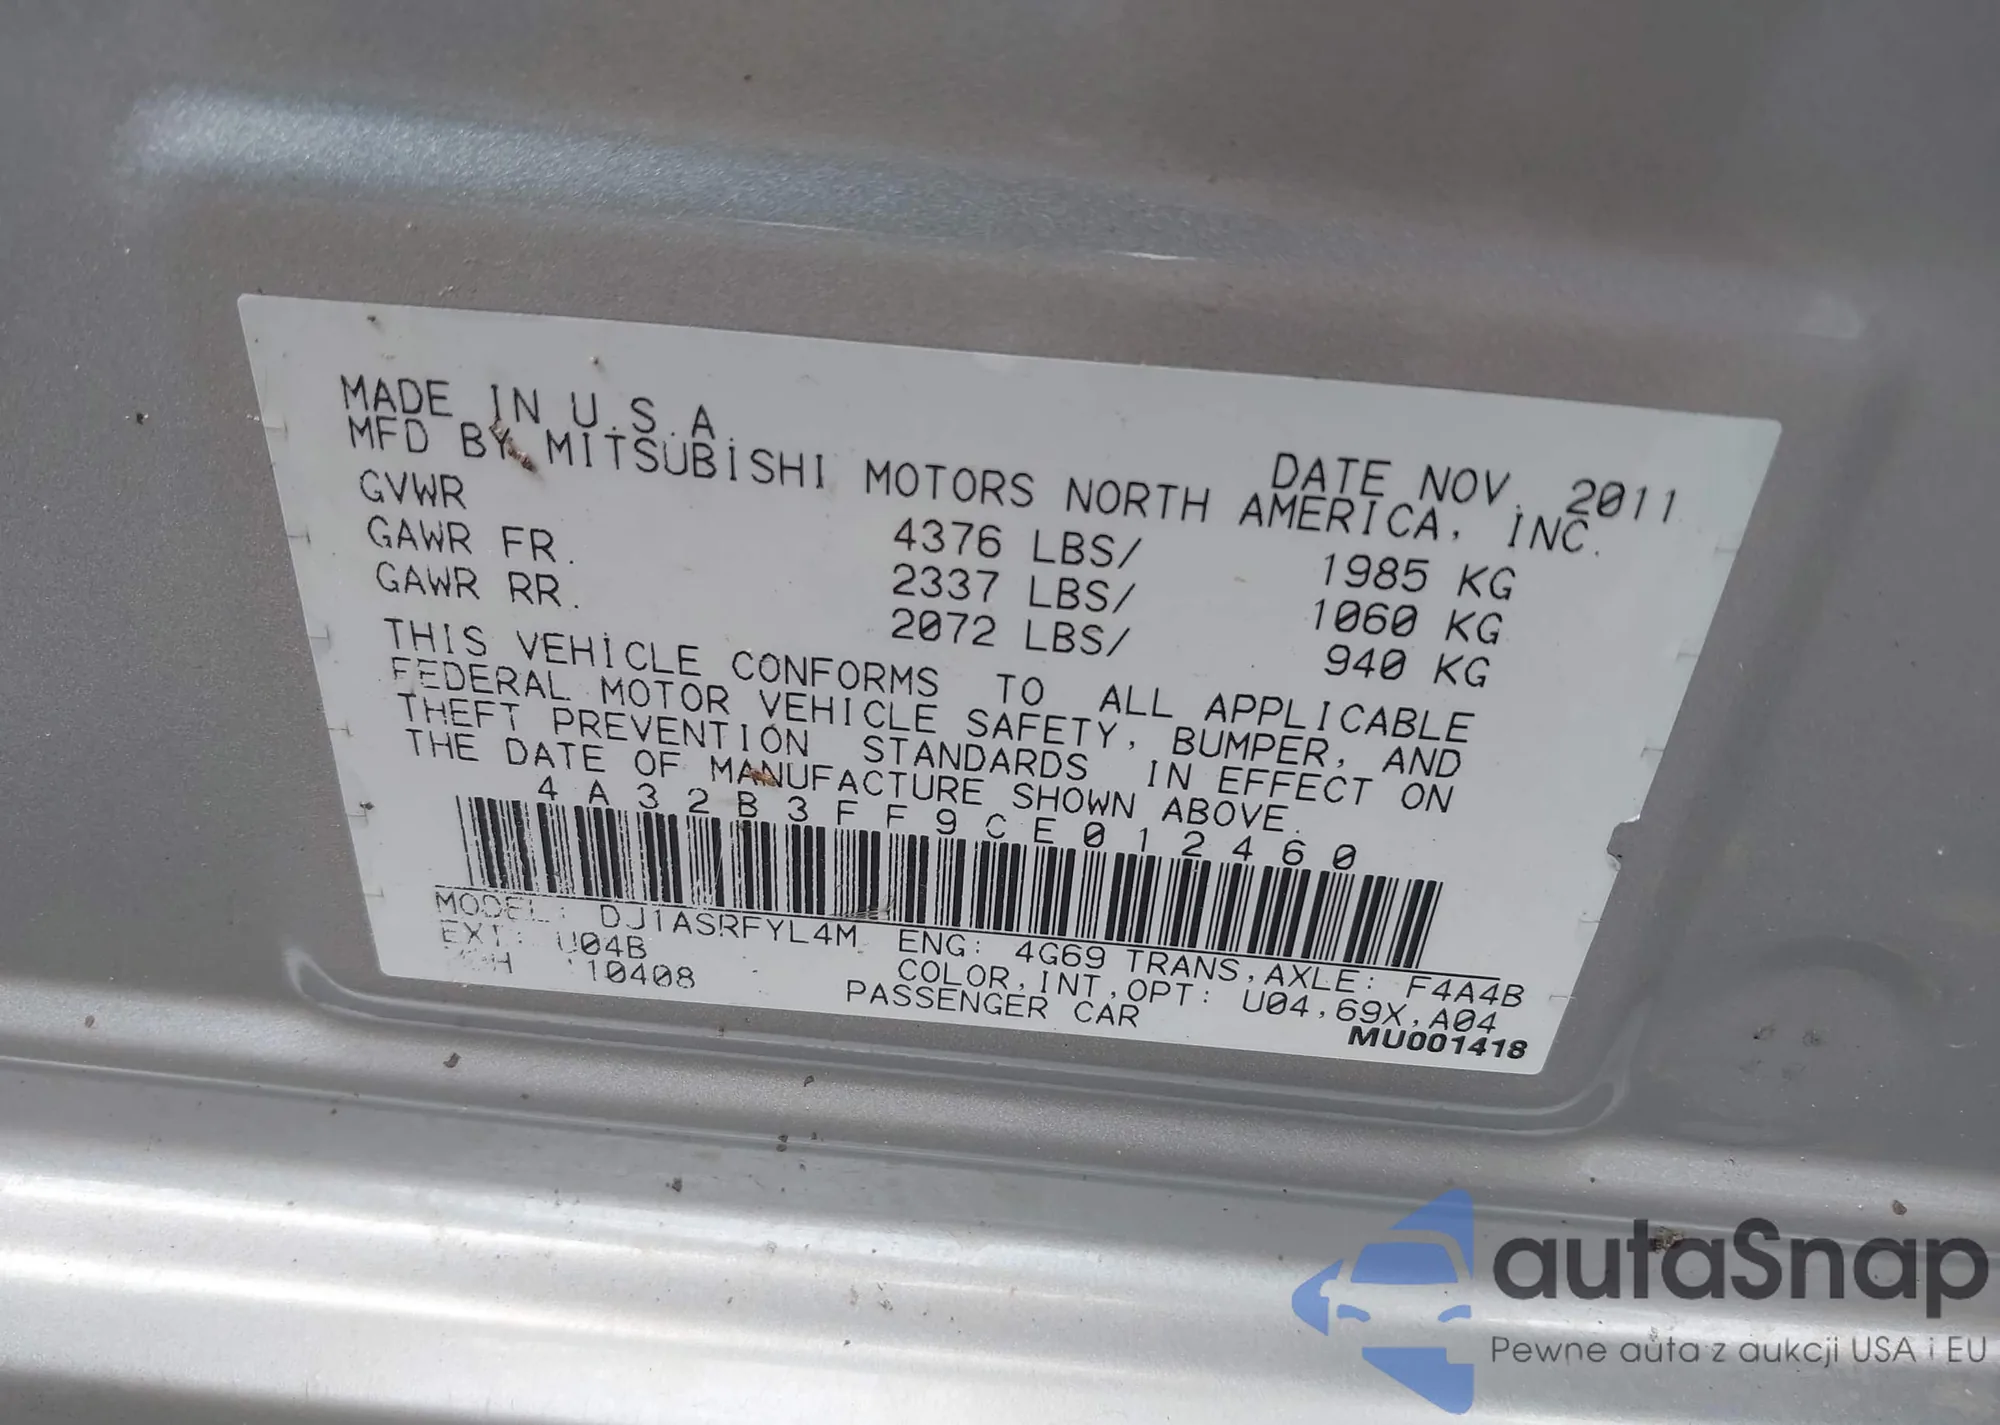 MADE IN U.S.A. DATE NOV. 2011
MFD BY MITSUBISHI MOTORS NORTH AMERICA, INC.
GVWR 4376 LBS/ 1985 KG
GAWR FR. 2337 LBS/ 1060 KG
GAWR RR. 2072 LBS/ 940 KG
THIS VEHICLE CONFORMS TO ALL APPLICABLE
FEDERAL MOTOR VEHICLE SAFETY, BUMPER, AND
THEFT PREVENTION STANDARDS IN EFFECT ON
THE DATE OF MANUFACTURE SHOWN ABOVE.
4A32B3FF9CE012460
MODEL: DJ1ASRFYL4M ENG: 4G69 TRANS,AXLE: F4A4B
EXT: U04B COLOR,INT,OPT: U04,69X,A04
10408 PASSENGER CAR
MU001418
autaSnap
Pewne auta z aukcji USA i EU